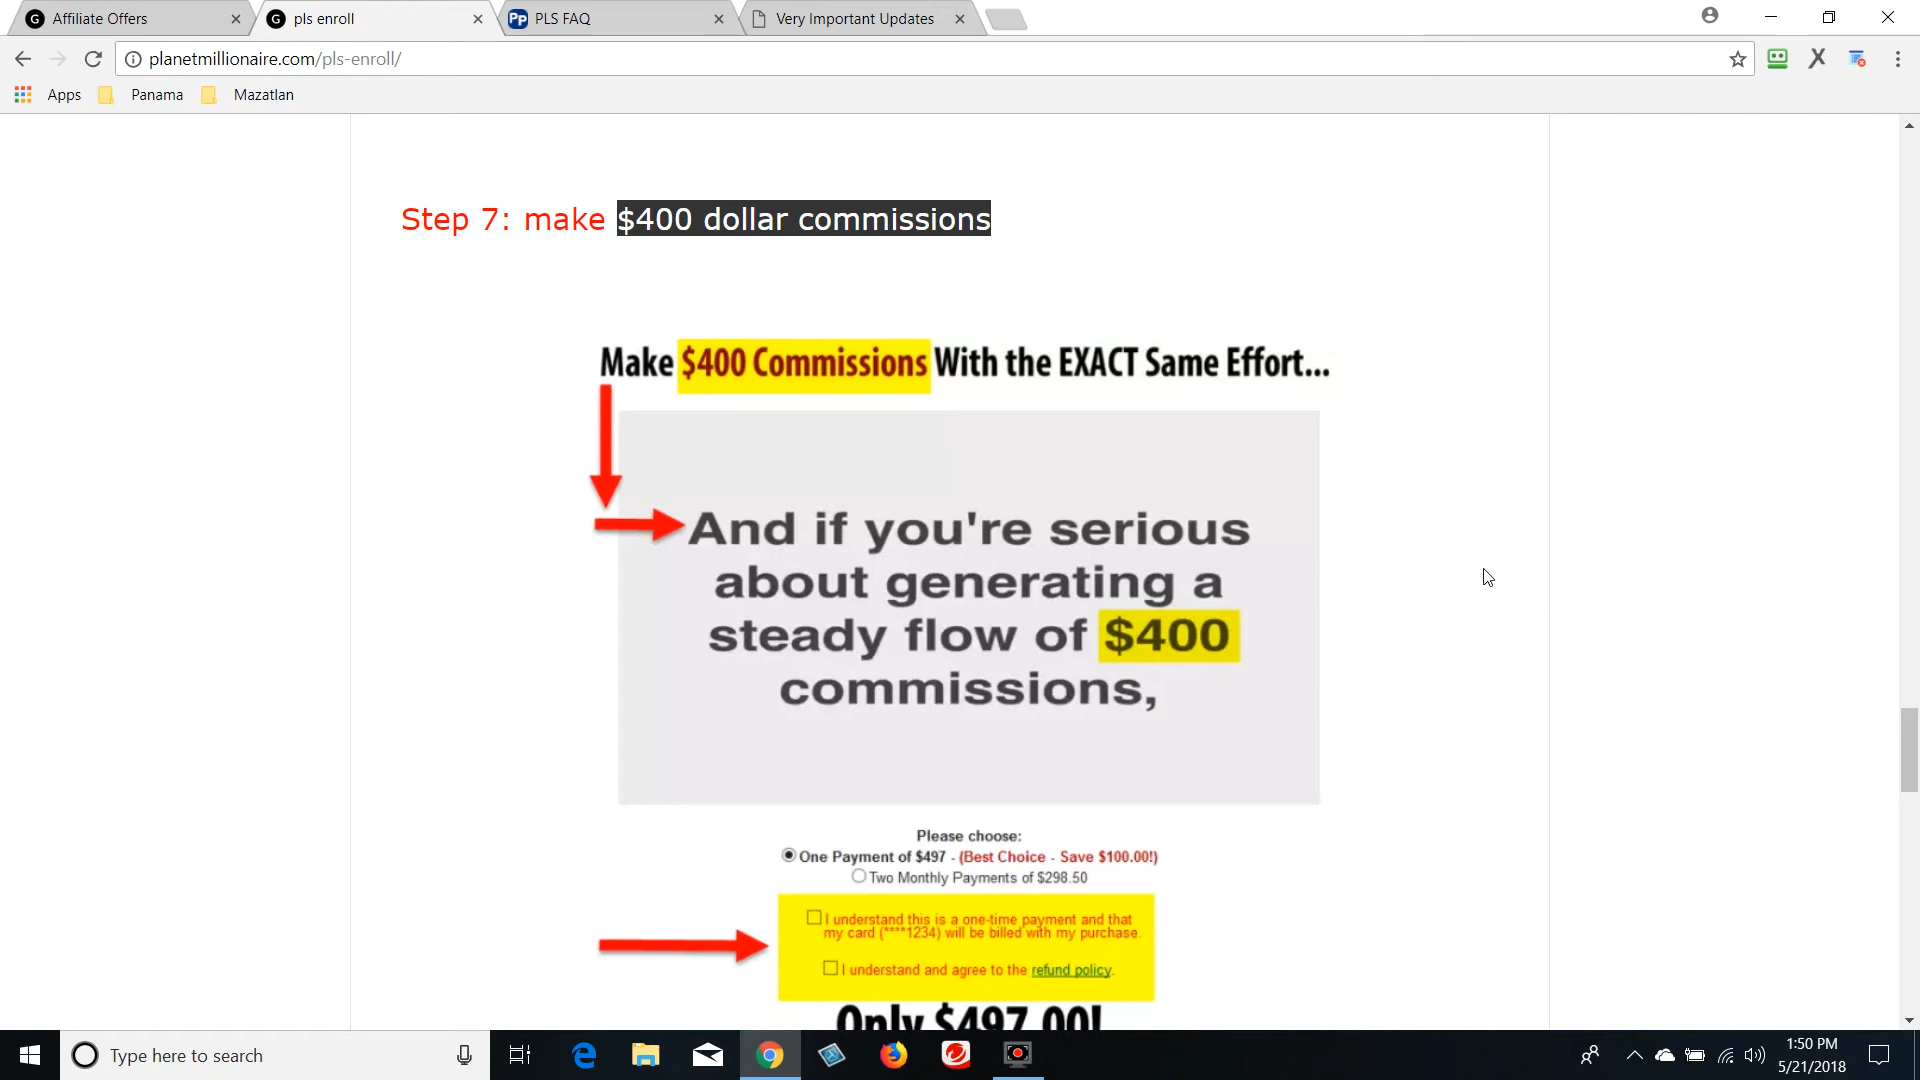 Affiliate Offers
pls enroll
PLS FAQ
Very Important Updates
planetmillionaire.com/pls-enroll/
Apps
Panama
Mazatlan
Step 7: make $400 dollar commissions
Make $400 Commissions With the EXACT Same Effort...
And if you're serious
about generating a
steady flow of $400
commissions,
Please choose:
One Payment of $497 - (Best Choice - Save $100.00!)
Two Monthly Payments of $298.50
I understand this is a one-time payment and that
my card (****1234) will be billed with my purchase.
I understand and agree to the refund policy.
Only $497.00!
Type here to search
1:50 PM
5/21/2018